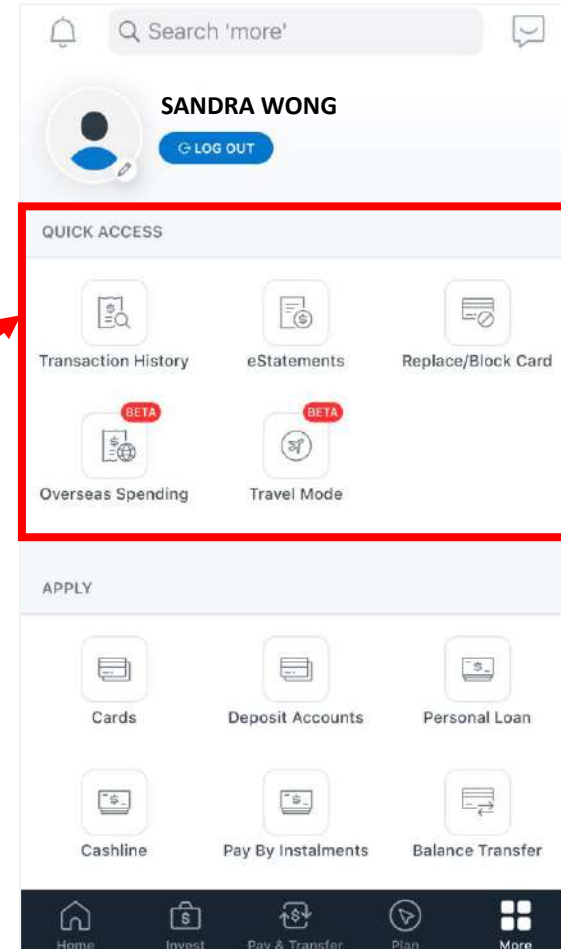 Search 'more'
SANDRA WONG
LOG OUT
QUICK ACCESS
Transaction History eStatements Replace/Block Card
BETA BETA
Overseas Spending Travel Mode
APPLY
Cards Deposit Accounts Personal Loan
Cashline Pay By Instalments Balance Transfer
Home Invest Pay & Transfer Plan More